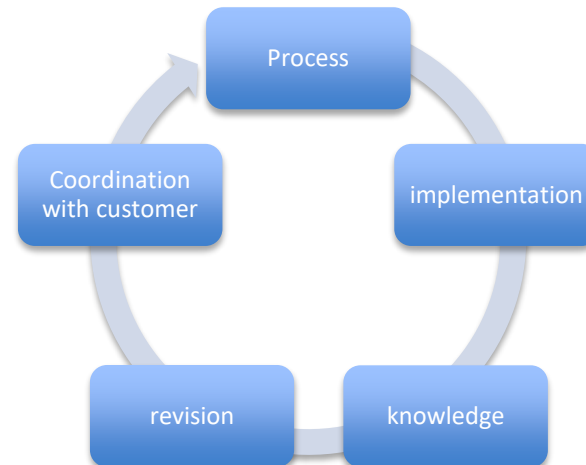 Process
implementation
knowledge
revision
Coordination
with customer